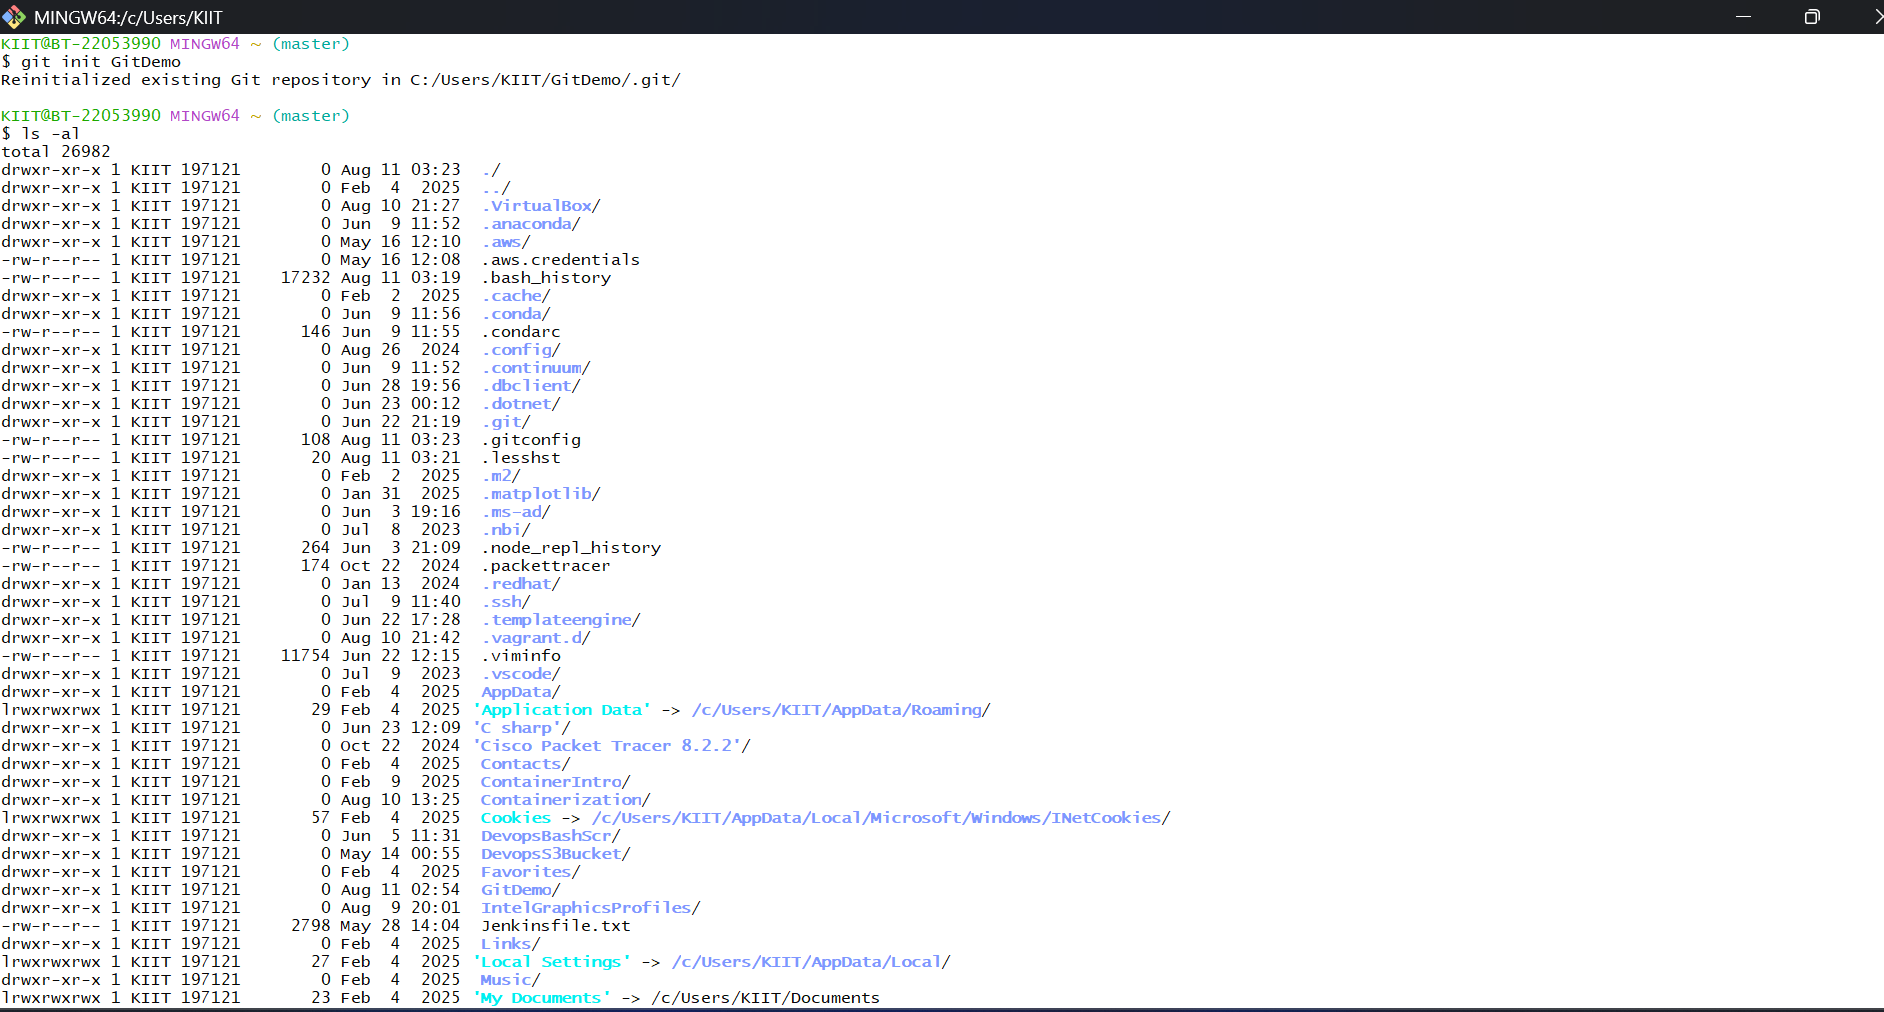 MINGW64:/c/Users/KIIT
KIIT@BT-22053990 MINGW64 ~ (master)
$ git init GitDemo
Reinitialized existing Git repository in C:/Users/KIIT/GitDemo/.git/
KIIT@BT-22053990 MINGW64 ~ (master)
$ ls -al
total 26982
drwxr-xr-x 1 KIIT 197121        0 Aug 11 03:23  ./
drwxr-xr-x 1 KIIT 197121        0 Feb  4  2025  ../
drwxr-xr-x 1 KIIT 197121        0 Aug 10 21:27  .VirtualBox/
drwxr-xr-x 1 KIIT 197121        0 Jun  9 11:52  .anaconda/
drwxr-xr-x 1 KIIT 197121        0 May 16 12:10  .aws/
-rw-r--r-- 1 KIIT 197121        0 May 16 12:08  .aws.credentials
-rw-r--r-- 1 KIIT 197121    17232 Aug 11 03:19  .bash_history
drwxr-xr-x 1 KIIT 197121        0 Feb  2  2025  .cache/
drwxr-xr-x 1 KIIT 197121        0 Jun  9 11:56  .conda/
-rw-r--r-- 1 KIIT 197121      146 Jun  9 11:55  .condarc
drwxr-xr-x 1 KIIT 197121        0 Aug 26  2024  .config/
drwxr-xr-x 1 KIIT 197121        0 Jun  9 11:52  .continuum/
drwxr-xr-x 1 KIIT 197121        0 Jun 28 19:56  .dbclient/
drwxr-xr-x 1 KIIT 197121        0 Jun 23 00:12  .dotnet/
drwxr-xr-x 1 KIIT 197121        0 Jun 22 21:19  .git/
-rw-r--r-- 1 KIIT 197121      108 Aug 11 03:23  .gitconfig
-rw-r--r-- 1 KIIT 197121       20 Aug 11 03:21  .lesshst
drwxr-xr-x 1 KIIT 197121        0 Feb  2  2025  .m2/
drwxr-xr-x 1 KIIT 197121        0 Jan 31  2025  .matplotlib/
drwxr-xr-x 1 KIIT 197121        0 Jun  3 19:16  .ms-ad/
drwxr-xr-x 1 KIIT 197121        0 Jul  8  2023  .nbi/
-rw-r--r-- 1 KIIT 197121      264 Jun  3 21:09  .node_repl_history
-rw-r--r-- 1 KIIT 197121      174 Oct 22  2024  .packettracer
drwxr-xr-x 1 KIIT 197121        0 Jan 13  2024  .redhat/
drwxr-xr-x 1 KIIT 197121        0 Jul  9 11:40  .ssh/
drwxr-xr-x 1 KIIT 197121        0 Jun 22 17:28  .templateengine/
drwxr-xr-x 1 KIIT 197121        0 Aug 10 21:42  .vagrant.d/
-rw-r--r-- 1 KIIT 197121    11754 Jun 22 12:15  .viminfo
drwxr-xr-x 1 KIIT 197121        0 Jul  9  2023  .vscode/
drwxr-xr-x 1 KIIT 197121        0 Feb  4  2025  AppData/
lrwxrwxrwx 1 KIIT 197121       29 Feb  4  2025 'Application Data' -> /c/Users/KIIT/AppData/Roaming/
drwxr-xr-x 1 KIIT 197121        0 Jun 23 12:09 'C sharp'/
drwxr-xr-x 1 KIIT 197121        0 Oct 22  2024 'Cisco Packet Tracer 8.2.2'/
drwxr-xr-x 1 KIIT 197121        0 Feb  4  2025  Contacts/
drwxr-xr-x 1 KIIT 197121        0 Feb  9  2025  ContainerIntro/
drwxr-xr-x 1 KIIT 197121        0 Aug 10 13:25  Containerization/
lrwxrwxrwx 1 KIIT 197121       57 Feb  4  2025  Cookies -> /c/Users/KIIT/AppData/Local/Microsoft/Windows/INetCookies/
drwxr-xr-x 1 KIIT 197121        0 Jun  5 11:31  DevopsBashScr/
drwxr-xr-x 1 KIIT 197121        0 May 14 00:55  DevopsS3Bucket/
drwxr-xr-x 1 KIIT 197121        0 Feb  4  2025  Favorites/
drwxr-xr-x 1 KIIT 197121        0 Aug 11 02:54  GitDemo/
drwxr-xr-x 1 KIIT 197121        0 Aug  9 20:01  IntelGraphicsProfiles/
-rw-r--r-- 1 KIIT 197121     2798 May 28 14:04  Jenkinsfile.txt
drwxr-xr-x 1 KIIT 197121        0 Feb  4  2025  Links/
lrwxrwxrwx 1 KIIT 197121       27 Feb  4  2025 'Local Settings' -> /c/Users/KIIT/AppData/Local/
drwxr-xr-x 1 KIIT 197121        0 Feb  4  2025  Music/
lrwxrwxrwx 1 KIIT 197121       23 Feb  4  2025 'My Documents' -> /c/Users/KIIT/Documents